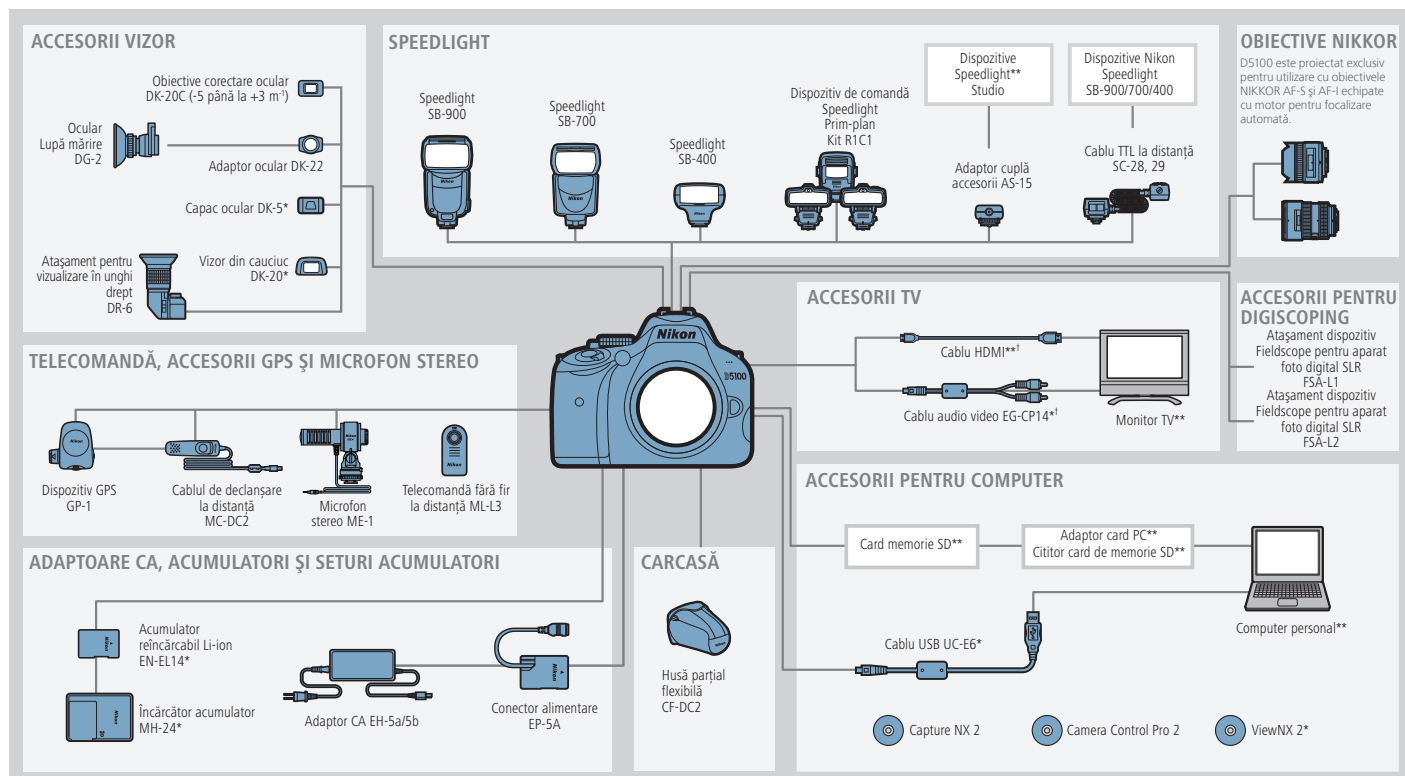 ACCESORII VIZOR
Obiective corectare ocular
DK-20C (-5 până la +3 m⁻¹)
Ocular
Lupă mărire
DG-2
Adaptor ocular DK-22
Capac ocular DK-5*
Ataşament pentru
vizualizare în unghi
drept
DR-6
Vizor din cauciuc
DK-20*
SPEEDLIGHT
Speedlight
SB-900
Speedlight
SB-700
Speedlight
SB-400
Dispozitiv de comandă
Speedlight
Prim-plan
Kit R1C1
Dispozitive
Speedlight**
Studio
Adaptor cuplă
accesorii AS-15
Dispozitive Nikon
Speedlight
SB-900/700/400
Cablu TTL la distanţă
SC-28, 29
OBIECTIVE NIKKOR
D5100 este proiectat exclusiv
pentru utilizare cu obiectivele
NIKKOR AF-S şi AF-I echipate
cu motor pentru focalizare
automată.
Nikon
D5100
TELECOMANDĂ, ACCESORII GPS ŞI MICROFON STEREO
Dispozitiv GPS
GP-1
Cablul de declanşare
la distanţă
MC-DC2
Microfon
stereo ME-1
Telecomandă fără fir
la distanţă ML-L3
ACCESORII TV
Cablu HDMI**†
Cablu audio video EG-CP14*†
Monitor TV**
ACCESORII PENTRU
DIGISCOPING
Ataşament dispozitiv
Fieldscope pentru aparat
foto digital SLR
FSA-L1
Ataşament dispozitiv
Fieldscope pentru aparat
foto digital SLR
FSA-L2
ADAPTOARE CA, ACUMULATORI ŞI SETURI ACUMULATORI
Acumulator
reîncărcabil Li-ion
EN-EL14*
Încărcător acumulator
MH-24*
Adaptor CA EH-5a/5b
Conector alimentare
EP-5A
CARCASĂ
Husă parţial
flexibilă
CF-DC2
ACCESORII PENTRU COMPUTER
Card memorie SD**
Adaptor card PC**
Cititor card de memorie SD**
Computer personal**
Cablu USB UC-E6*
Capture NX 2
Camera Control Pro 2
ViewNX 2*